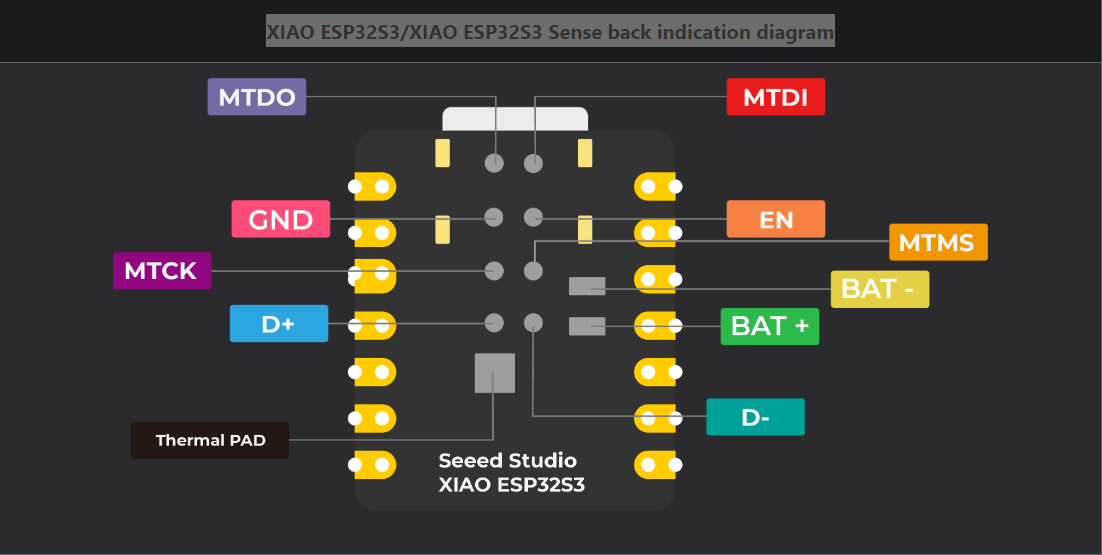 XIAO ESP32S3/XIAO ESP32S3 Sense back indication diagram
MTDO
MTDI
GND
EN
MTMS
MTCK
BAT -
D+
BAT +
D-
Thermal PAD
Seeed Studio
XIAO ESP32S3